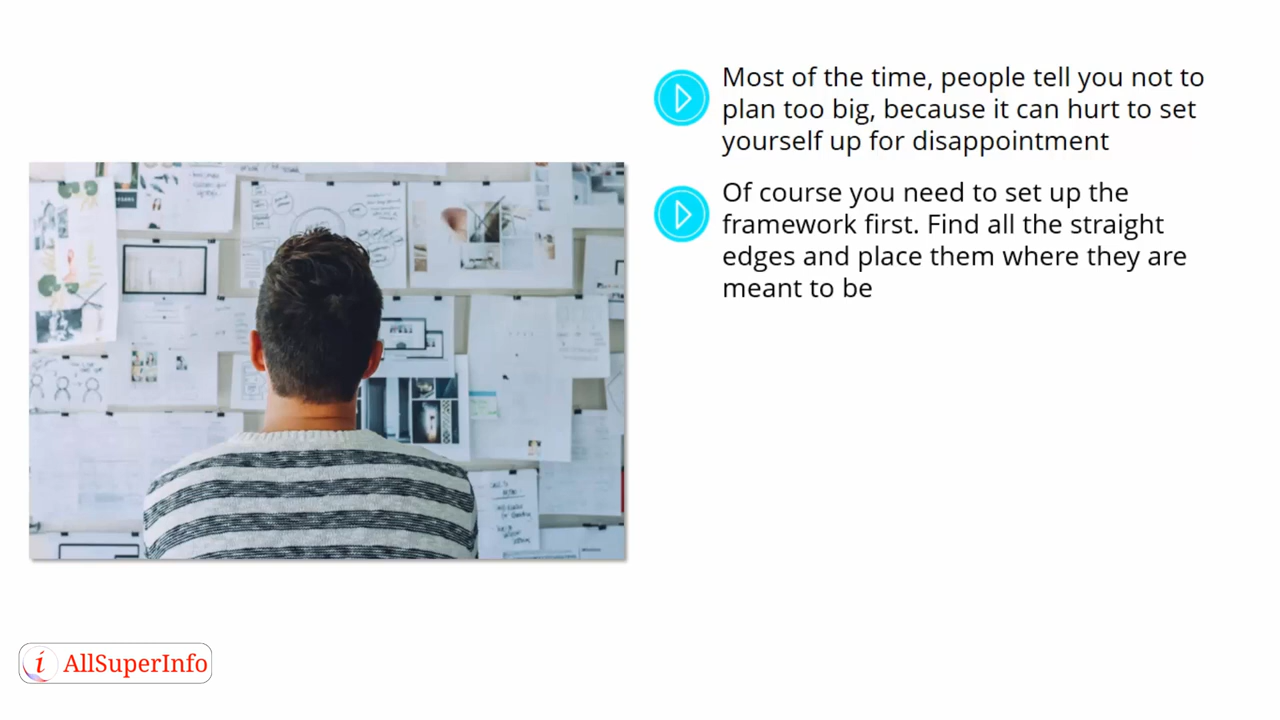 Most of the time, people tell you not to
plan too big, because it can hurt to set
yourself up for disappointment
Of course you need to set up the
framework first. Find all the straight
edges and place them where they are
meant to be
i AllSuperInfo